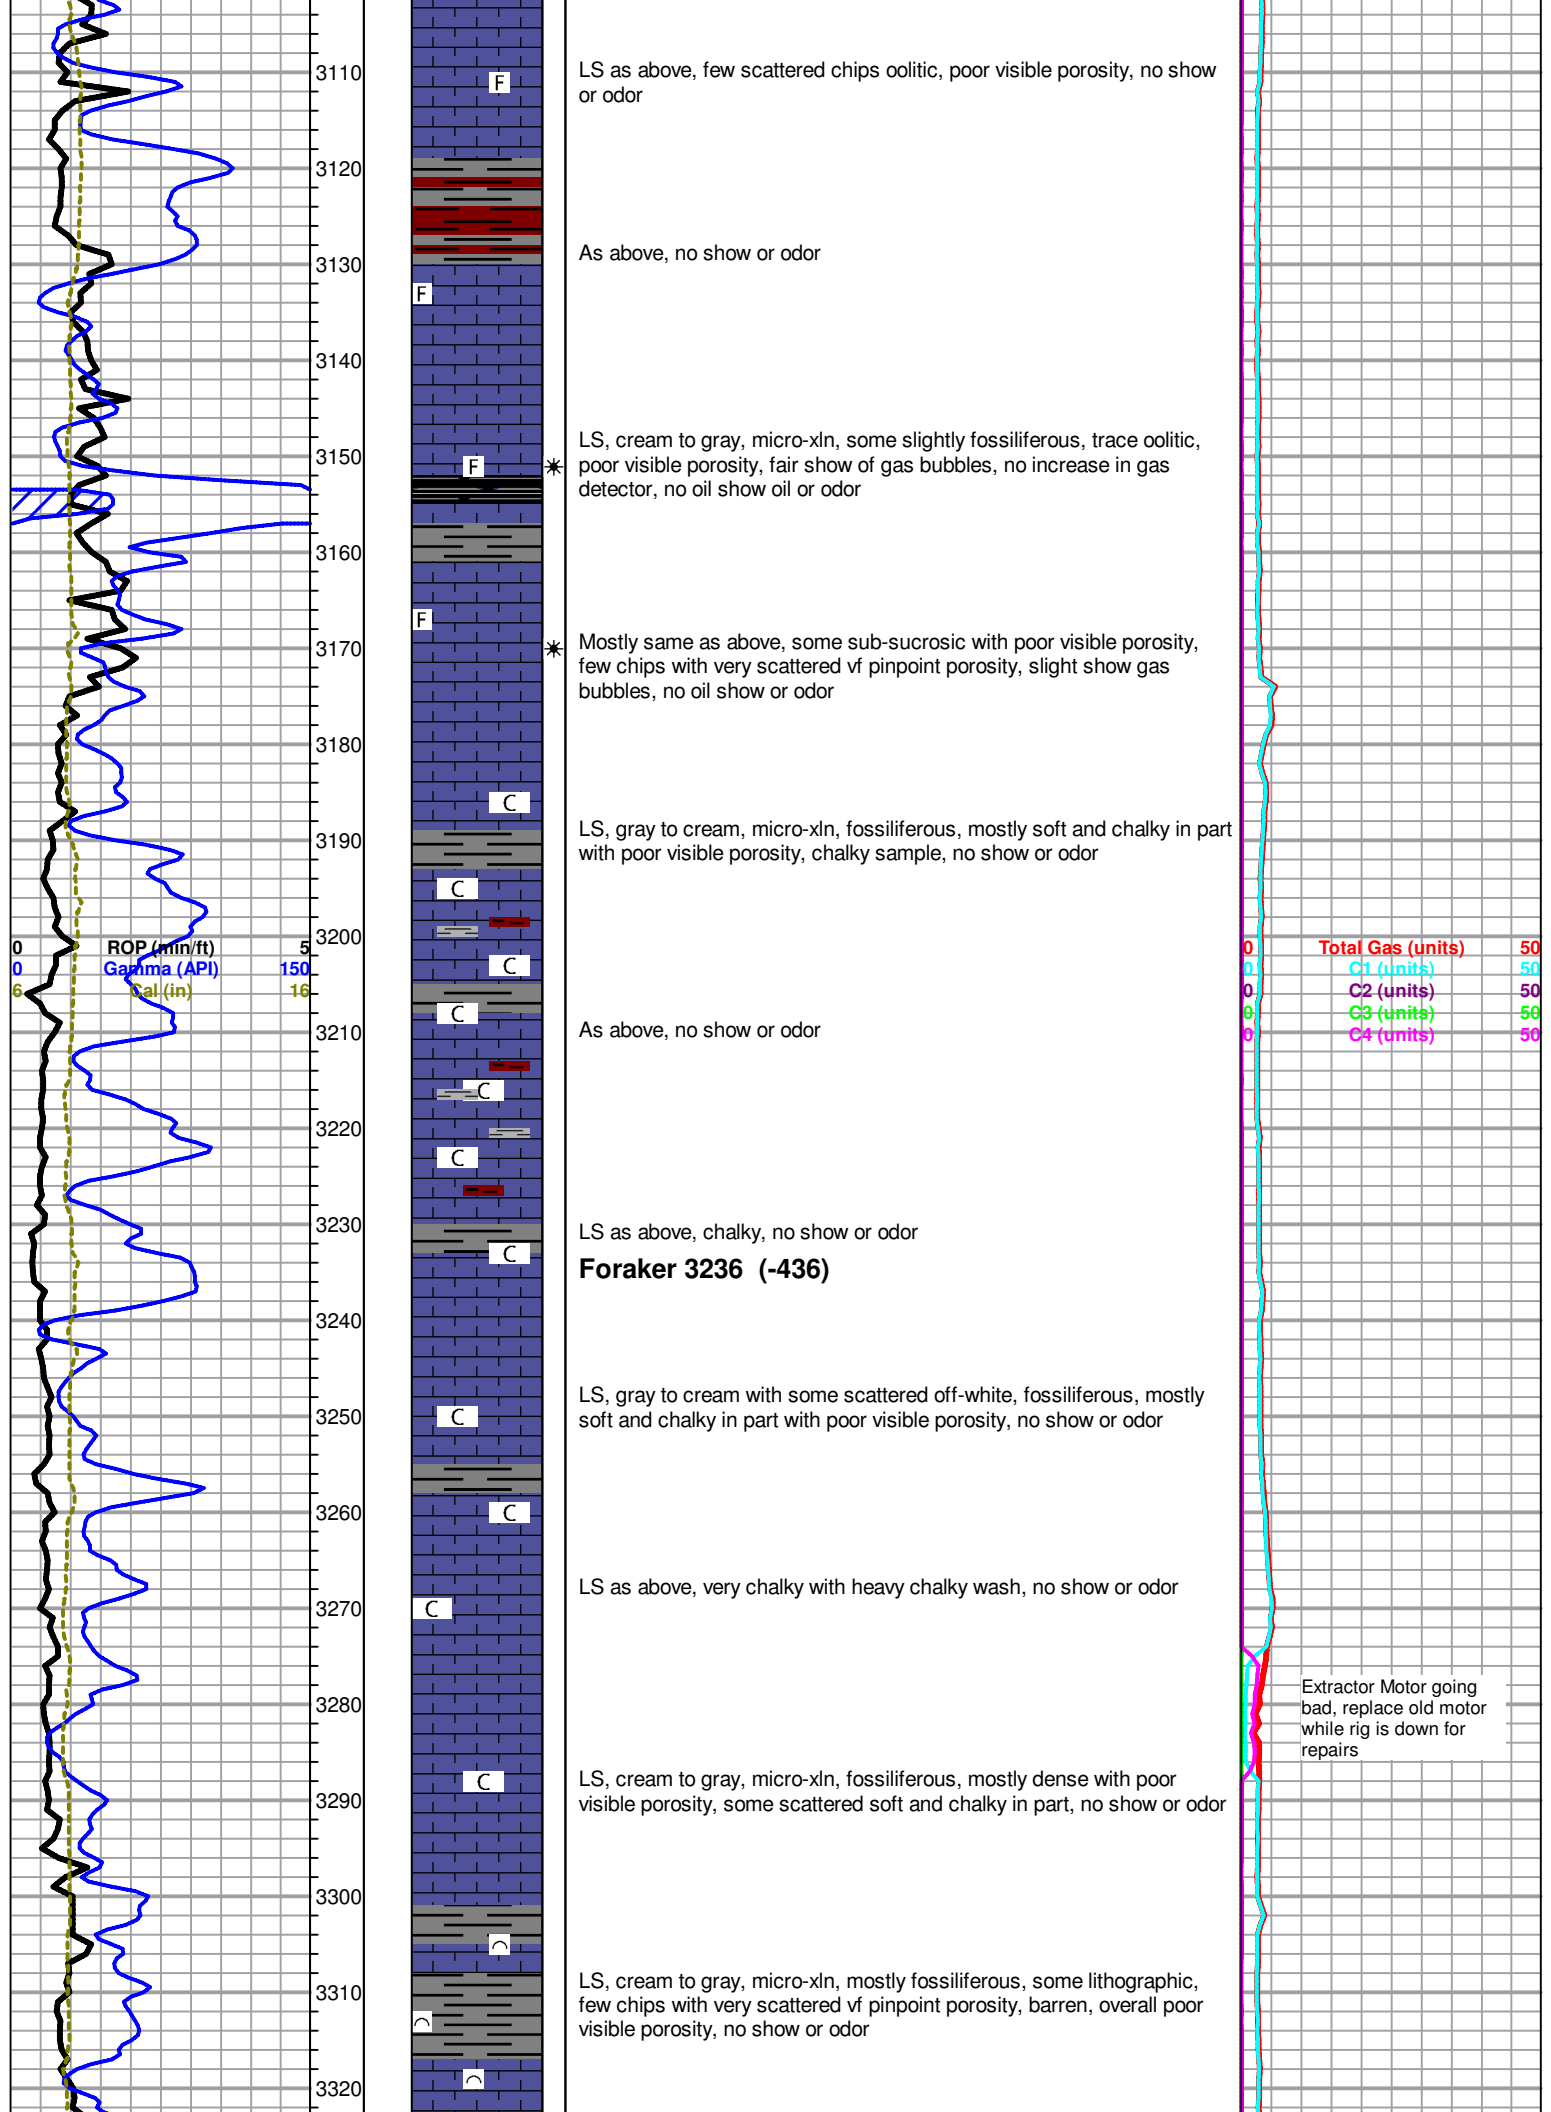 3110
F
LS as above, few scattered chips oolitic, poor visible porosity, no show
or odor
3120
3130
As above, no show or odor
F
3140
3150
F
LS, cream to gray, micro-xln, some slightly fossiliferous, trace oolitic,
poor visible porosity, fair show of gas bubbles, no increase in gas
detector, no oil show oil or odor
3160
F
3170
Mostly same as above, some sub-sucrosic with poor visible porosity,
few chips with very scattered vf pinpoint porosity, slight show gas
bubbles, no oil show or odor
3180
C
3190
LS, gray to cream, micro-xln, fossiliferous, mostly soft and chalky in part
with poor visible porosity, chalky sample, no show or odor
C
3200
0 ROP (min/ft) 5
0 Gamma (API) 150
6 Cal (in) 16
0 Total Gas (units) 50
0 C1 (units) 50
0 C2 (units) 50
0 C3 (units) 50
0 C4 (units) 50
C
C
3210
As above, no show or odor
C
3220
C
3230
LS as above, chalky, no show or odor
C
Foraker 3236 (-436)
3240
3250
C
LS, gray to cream with some scattered off-white, fossiliferous, mostly
soft and chalky in part with poor visible porosity, no show or odor
3260
C
LS as above, very chalky with heavy chalky wash, no show or odor
3270
C
3280
Extractor Motor going
bad, replace old motor
while rig is down for
repairs
3290
C
LS, cream to gray, micro-xln, fossiliferous, mostly dense with poor
visible porosity, some scattered soft and chalky in part, no show or odor
3300
3310
LS, cream to gray, micro-xln, mostly fossiliferous, some lithographic,
few chips with very scattered vf pinpoint porosity, barren, overall poor
visible porosity, no show or odor
3320